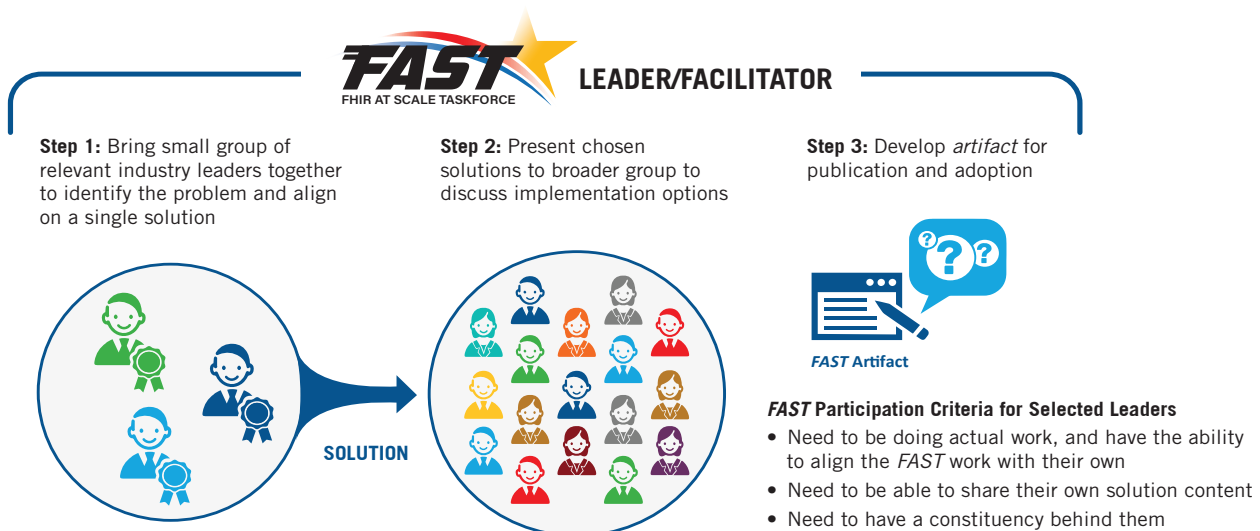 FAST
FHIR AT SCALE TASKFORCE
LEADER/FACILITATOR
Step 1: Bring small group of
relevant industry leaders together
to identify the problem and align
on a single solution
Step 2: Present chosen
solutions to broader group to
discuss implementation options
Step 3: Develop artifact for
publication and adoption
SOLUTION
? ? ?
FAST Artifact
FAST Participation Criteria for Selected Leaders
• Need to be doing actual work, and have the ability
to align the FAST work with their own
• Need to be able to share their own solution content
• Need to have a constituency behind them